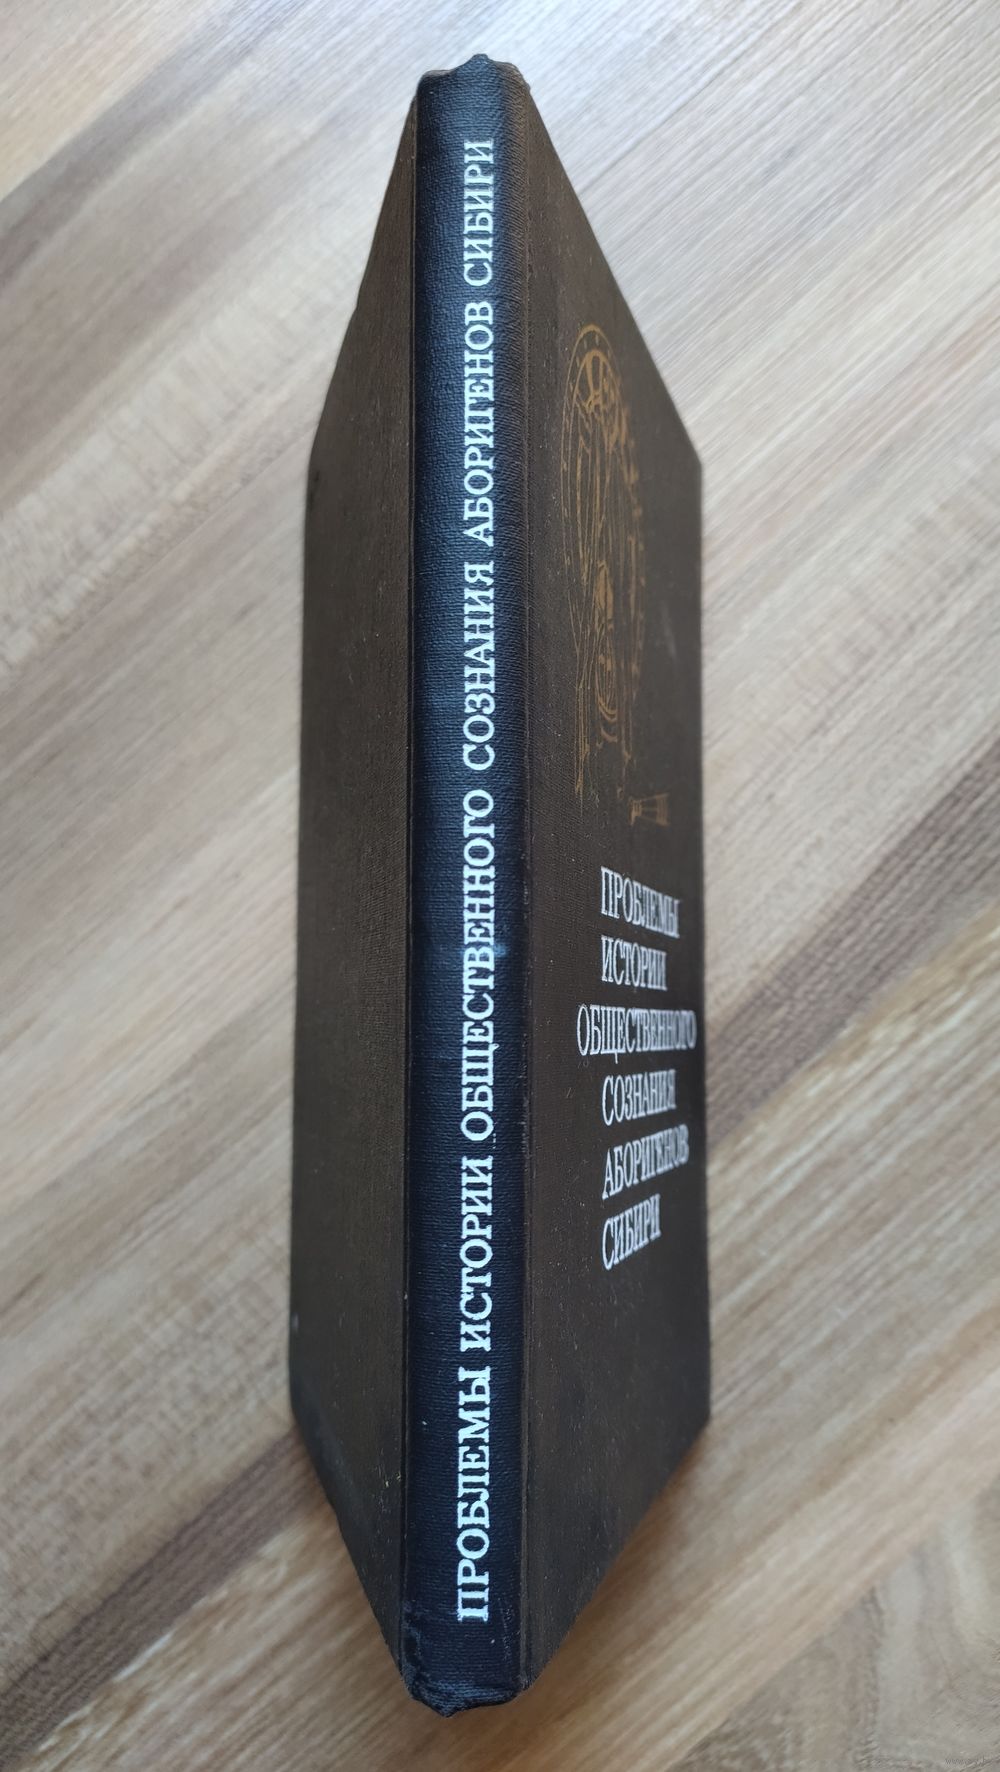 ПРОБЛЕМЫ ИСТОРИИ ОБЩЕСТВЕННОГО СОЗНАНИЯ АБОРИГЕНОВ СИБИРИ
ПРОБЛЕМЫ
ИСТОРИИ
ОБЩЕСТВЕННОГО
СОЗНАНИЯ
АБОРИГЕНОВ
СИБИРИ